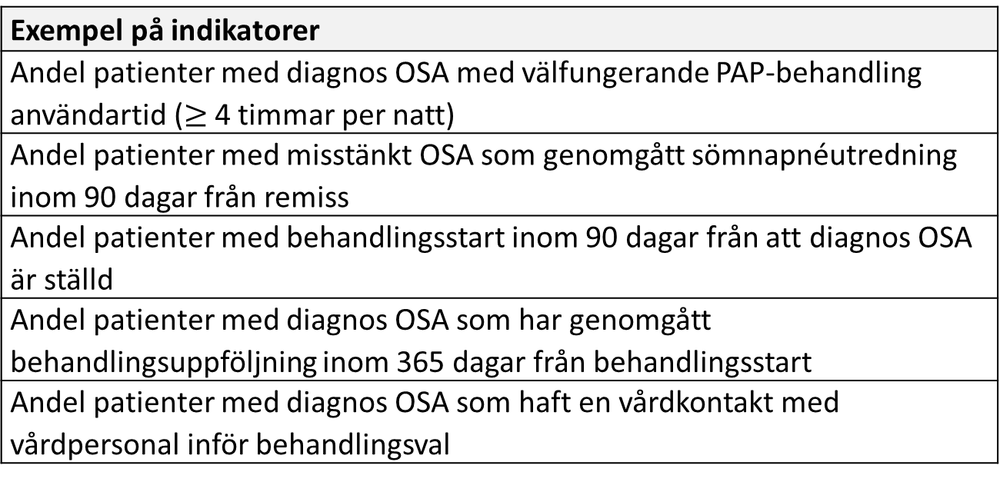 Exempel på indikatorer
Andel patienter med diagnos OSA med välfungerande PAP-behandling
användartid (≥ 4 timmar per natt)
Andel patienter med misstänkt OSA som genomgått sömnapnéutredning
inom 90 dagar från remiss
Andel patienter med behandlingsstart inom 90 dagar från att diagnos OSA
är ställd
Andel patienter med diagnos OSA som har genomgått
behandlingsuppföljning inom 365 dagar från behandlingsstart
Andel patienter med diagnos OSA som haft en vårdkontakt med
vårdpersonal inför behandlingsval